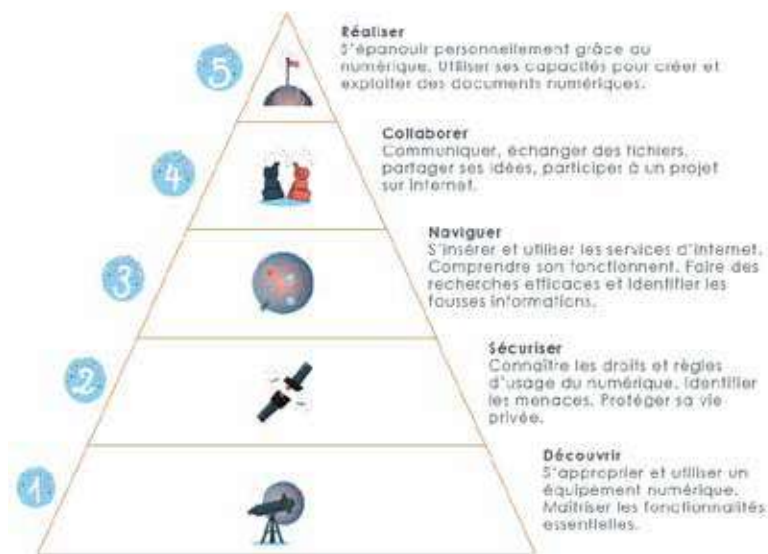 5
Réaliser
S'épanouir personnellement grâce au
numérique. Utiliser ses capacités pour créer et
exploiter des documents numériques.
4
Collaborer
Communiquer, échanger des fichiers,
partager ses idées, participer à un projet
sur internet.
3
Naviguer
S'insérer et utiliser les services d'internet.
Comprendre son fonctionnent. Faire des
recherches efficaces et identifier les
fausses informations.
2
Sécuriser
Connaître les droits et règles
d'usage du numérique. Identifier
les menaces. Protéger sa vie
privée.
1
Découvrir
S'approprier et utiliser un
équipement numérique.
Maîtriser les fonctionnalités
essentielles.